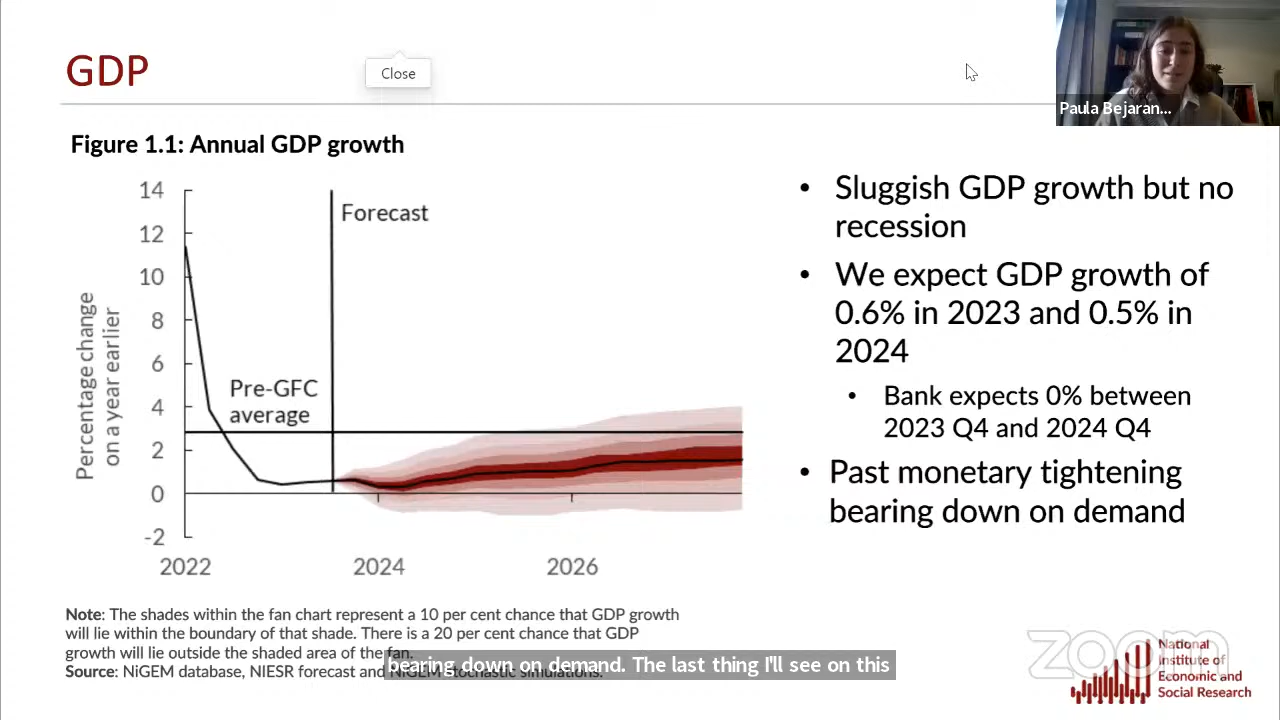 GDP
Close
Paula Bejaran...
Figure 1.1: Annual GDP growth
14
12
10
8
6
4
2
0
-2
Percentage change
on a year earlier
Forecast
Pre-GFC
average
2022
2024
2026
• Sluggish GDP growth but no
recession
• We expect GDP growth of
0.6% in 2023 and 0.5% in
2024
• Bank expects 0% between
2023 Q4 and 2024 Q4
• Past monetary tightening
bearing down on demand
Note: The shades within the fan chart represent a 10 per cent chance that GDP growth
will lie within the boundary of that shade. There is a 20 per cent chance that GDP
growth will lie outside the shaded area of the fan.
Source: NiGEM database, NIESR forecast and NiGEM stochastic simulations.
bearing down on demand. The last thing I'll see on this
zoom
National
Institute of
Economic and
Social Research